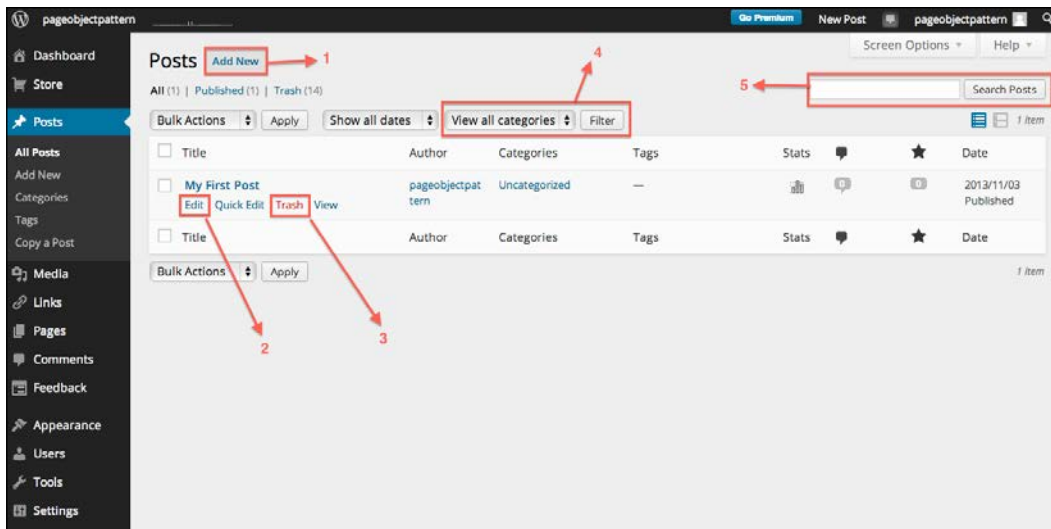 pageobjectpattern
Go Premium
New Post
pageobjectpattern
Dashboard
Store
Posts
All Posts
Add New
Categories
Tags
Copy a Post
Media
Links
Pages
Comments
Feedback
Appearance
Users
Tools
Settings
Screen Options
Help
Posts Add New
1
4
5
All (1) | Published (1) | Trash (14)
Search Posts
Bulk Actions Apply Show all dates View all categories Filter
1 item
Title Author Categories Tags Stats Date
My First Post pageobjectpat Uncategorized — 0 0 2013/11/03
tern Published
Edit Quick Edit Trash View
Title Author Categories Tags Stats Date
Bulk Actions Apply
1 item
2
3